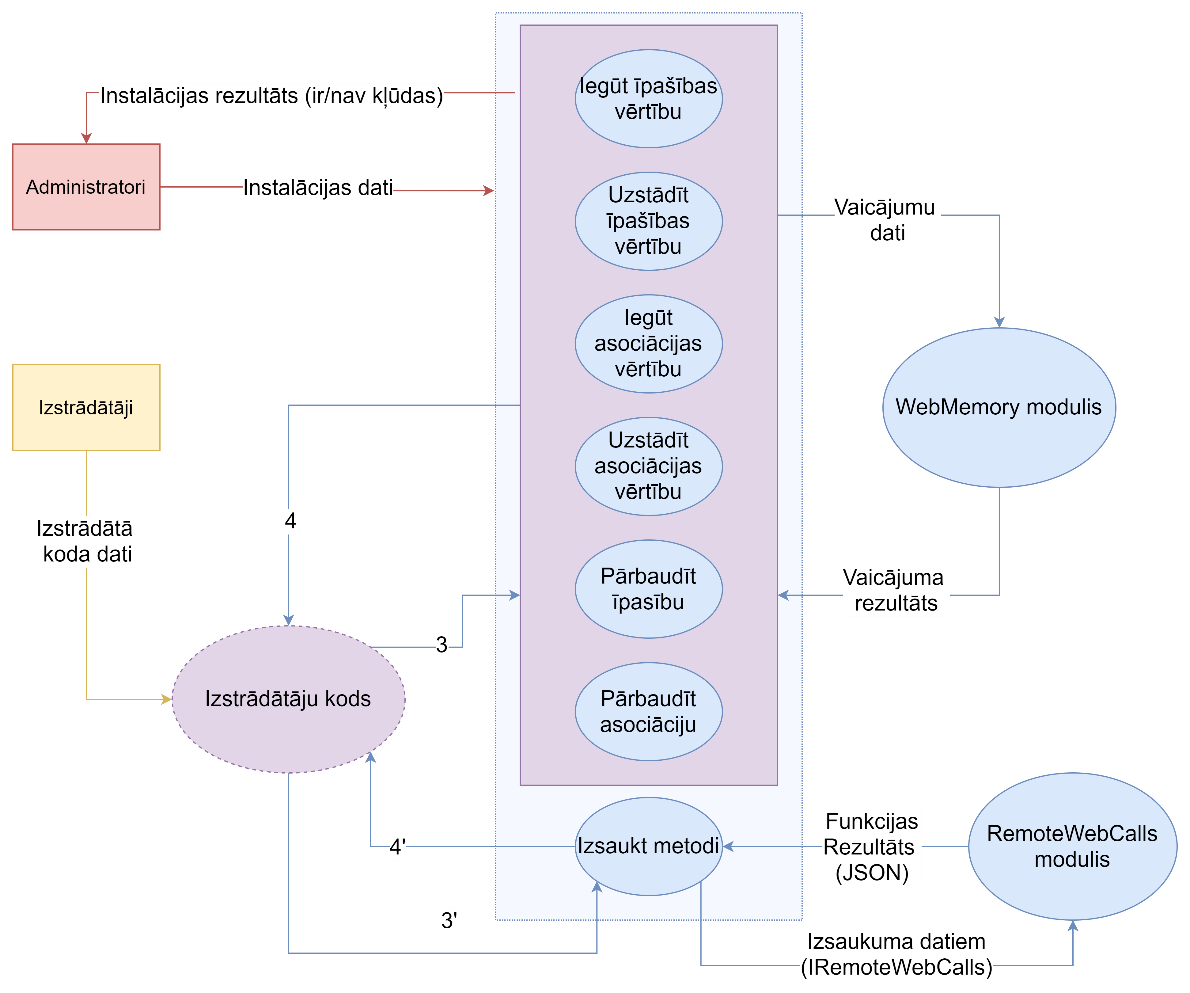 Iegūt īpašības
vērtību
Instalācijas rezultāts (ir/nav kļūdas)
Administratori
Instalācijas dati
Uzstādīt
īpašības
vērtību
Vaicājumu
dati
Iegūt
asociācijas
vērtību
Izstrādātāji
WebMemory modulis
Uzstādīt
asociācijas
vērtību
4
Izstrādātā
koda dati
Pārbaudīt
īpasību
Vaicājuma
rezultāts
3
Izstrādātāju kods
Pārbaudīt
asociāciju
Izsaukt metodi
4'
Funkcijas
Rezultāts
(JSON)
RemoteWebCalls
modulis
3'
Izsaukuma datiem
(IRemoteWebCalls)